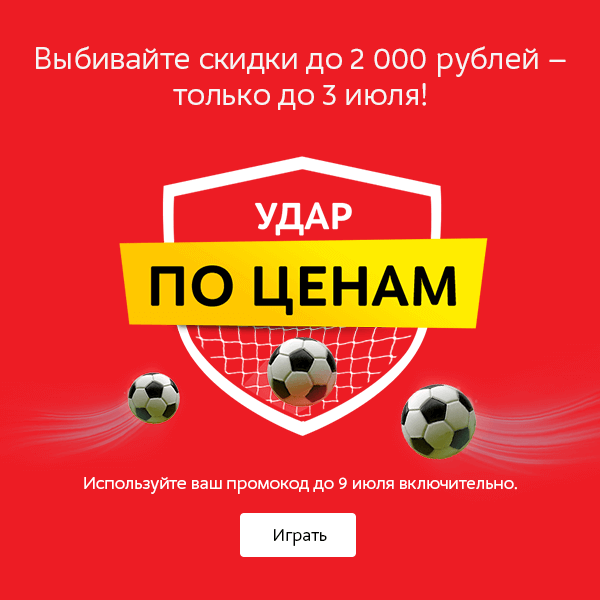 Выбивайте скидки до 2 000 рублей –
только до 3 июля!
УДАР
ПО ЦЕНАМ
Используйте ваш промокод до 9 июля включительно.
Играть